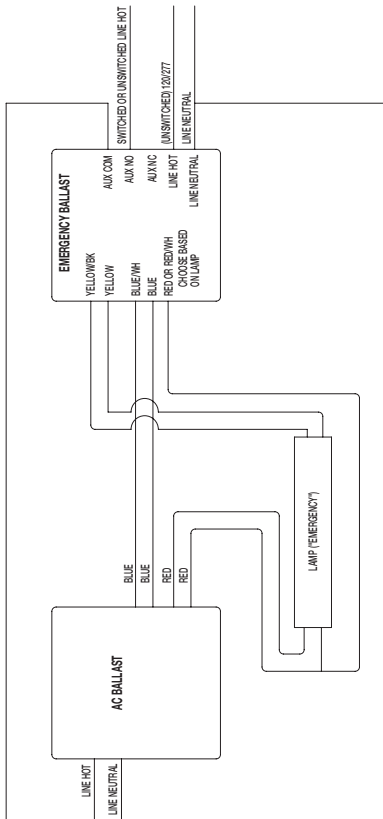 SWITCHED OR UNSWITCHED LINE HOT
(UNSWITCHED) 120/277
LINE NEUTRAL
EMERGENCY BALLAST
AUX COM
AUX NO
AUX NC
LINE HOT
LINE NEUTRAL
YELLOW/BK
YELLOW
BLUE/WH
BLUE
RED OR RED/WH
CHOOSE BASED
ON LAMP
LAMP ("EMERGENCY")
BLUE
BLUE
RED
RED
AC BALLAST
LINE HOT
LINE NEUTRAL